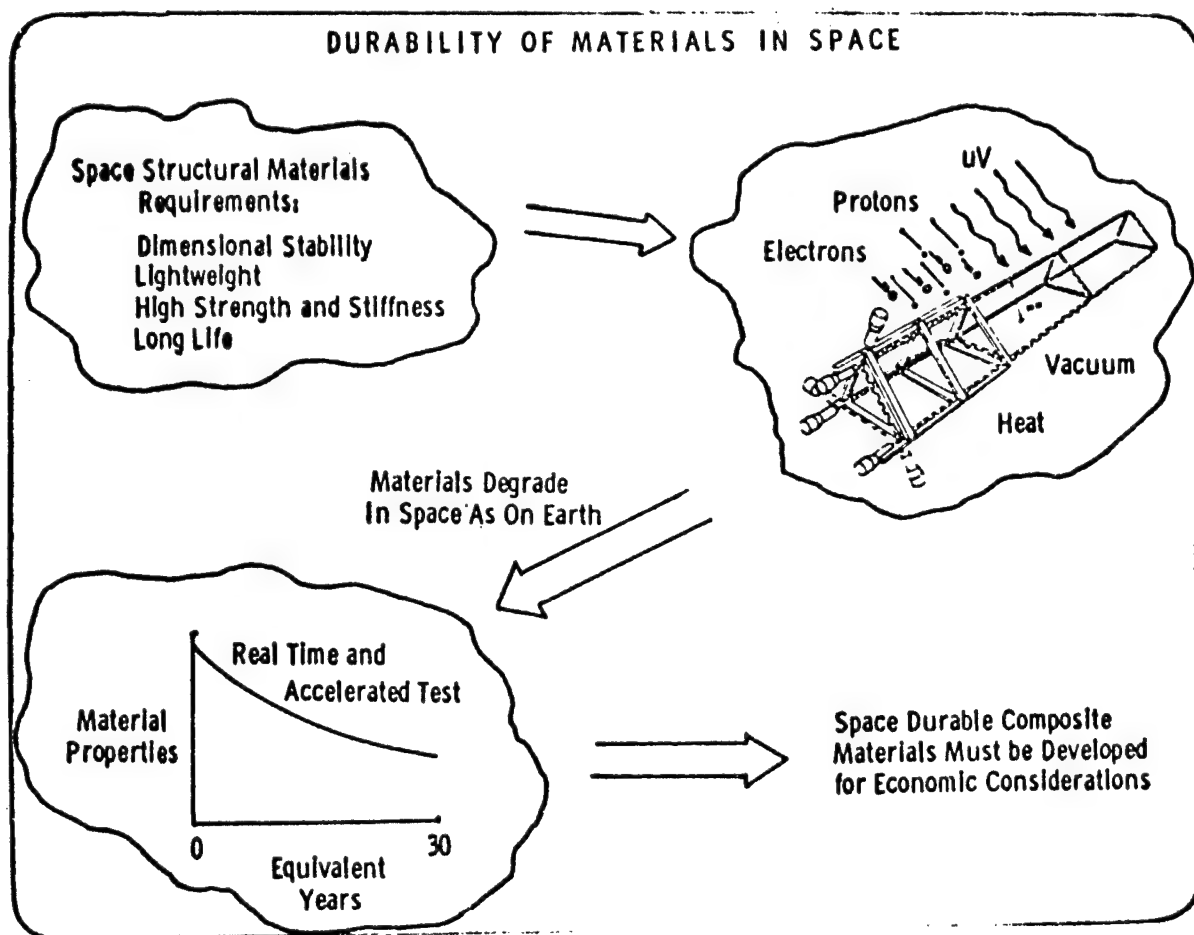 DURABILITY OF MATERIALS IN SPACE
Space Structural Materials
Requirements:
Dimensional Stability
Lightweight
High Strength and Stiffness
Long Life
uV
Protons
Electrons
Vacuum
Heat
Materials Degrade
In Space As On Earth
Real Time and
Accelerated Test
Material
Properties
0
30
Equivalent
Years
Space Durable Composite
Materials Must be Developed
for Economic Considerations